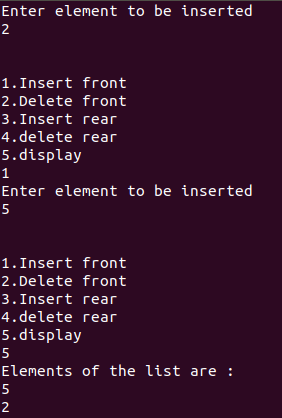 Enter element to be inserted
2
1.Insert front
2.Delete front
3.Insert rear
4.delete rear
5.display
1
Enter element to be inserted
5
1.Insert front
2.Delete front
3.Insert rear
4.delete rear
5.display
5
Elements of the list are :
5
2